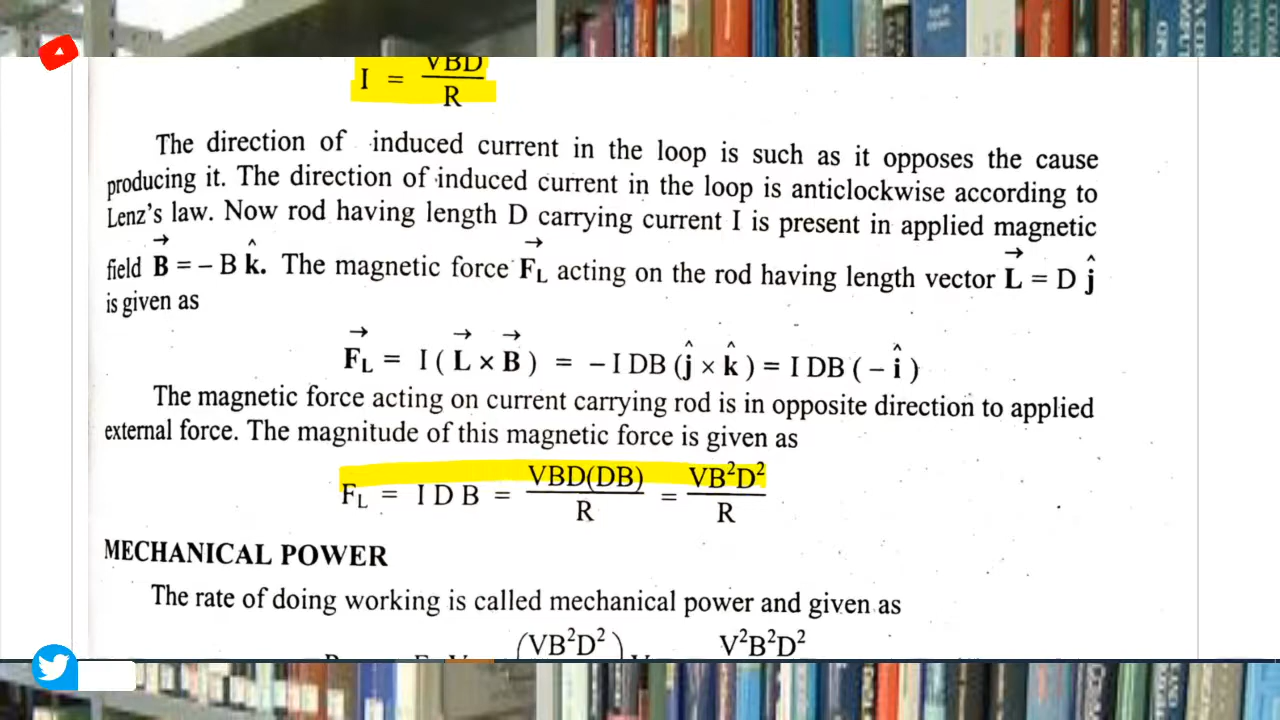 I = VBD / R
The direction of induced current in the loop is such as it opposes the cause
producing it. The direction of induced current in the loop is anticlockwise according to
Lenz's law. Now rod having length D carrying current I is present in applied magnetic
field B⃗ = – B k̂. The magnetic force F⃗L acting on the rod having length vector L⃗ = D ĵ
is given as
F⃗L = I ( L⃗ × B⃗ ) = – I DB ( ĵ × k̂ ) = I DB ( – î )
The magnetic force acting on current carrying rod is in opposite direction to applied
external force. The magnitude of this magnetic force is given as
FL = I D B = VBD(DB) / R = VB²D² / R
MECHANICAL POWER
The rate of doing working is called mechanical power and given as
(VB²D²) V²B²D²